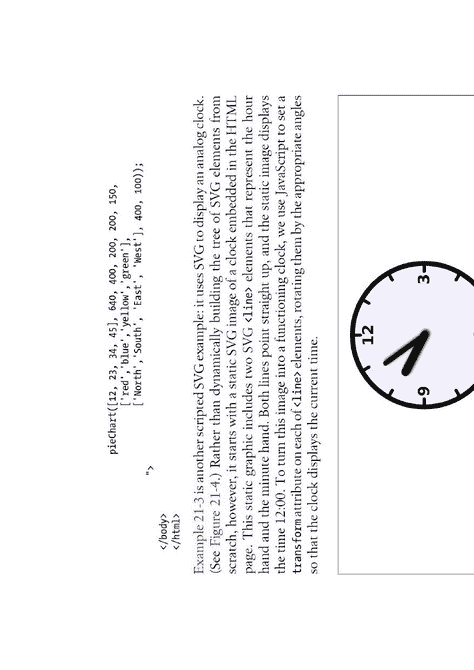 pieChart([12, 23, 34, 45], 640, 400, 200, 200, 150,
['red','blue','yellow','green'],
['North','South', 'East', 'West'], 400, 100));
">
</body>
</html>
Example 21-3 is another scripted SVG example: it uses SVG to display an analog clock.
(See Figure 21-4.) Rather than dynamically building the tree of SVG elements from
scratch, however, it starts with a static SVG image of a clock embedded in the HTML
page. This static graphic includes two SVG <line> elements that represent the hour
hand and the minute hand. Both lines point straight up, and the static image displays
the time 12:00. To turn this image into a functioning clock, we use JavaScript to set a
transform attribute on each of <line> elements, rotating them by the appropriate angles
so that the clock displays the current time.
12
3
9